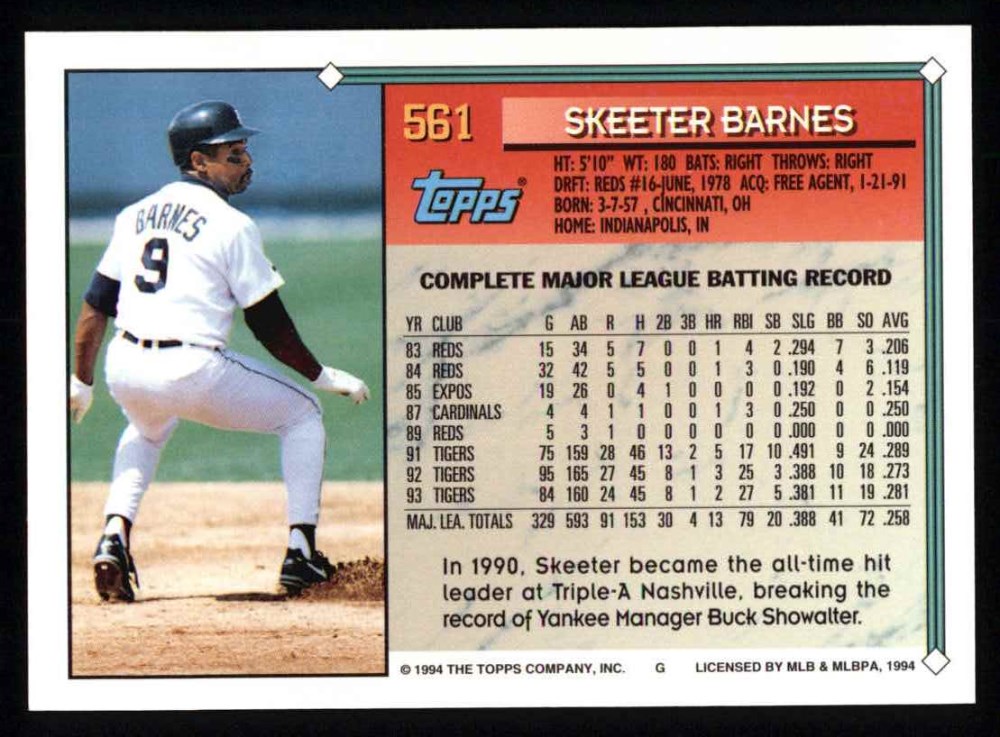 BARNES
9
561
SKEETER BARNES
Topps®
HT: 5'10" WT: 180 BATS: RIGHT THROWS: RIGHT
DRFT: REDS #16-JUNE, 1978 ACQ: FREE AGENT, 1-21-91
BORN: 3-7-57 , CINCINNATI, OH
HOME: INDIANAPOLIS, IN
COMPLETE MAJOR LEAGUE BATTING RECORD
YR CLUB G AB R H 2B 3B HR RBI SB SLG BB SO AVG
83 REDS 15 34 5 7 0 0 1 4 2 .294 7 3 .206
84 REDS 32 42 5 5 0 0 1 3 0 .190 4 6 .119
85 EXPOS 19 26 0 4 1 0 0 0 0 .192 0 2 .154
87 CARDINALS 4 4 1 1 0 0 1 3 0 .250 0 0 .250
89 REDS 5 3 1 0 0 0 0 0 0 .000 0 0 .000
91 TIGERS 75 159 28 46 13 2 5 17 10 .491 9 24 .289
92 TIGERS 95 165 27 45 8 1 3 25 3 .388 10 18 .273
93 TIGERS 84 160 24 45 8 1 2 27 5 .381 11 19 .281
MAJ. LEA. TOTALS 329 593 91 153 30 4 13 79 20 .388 41 72 .258
In 1990, Skeeter became the all-time hit
leader at Triple-A Nashville, breaking the
record of Yankee Manager Buck Showalter.
© 1994 THE TOPPS COMPANY, INC. G LICENSED BY MLB & MLBPA, 1994